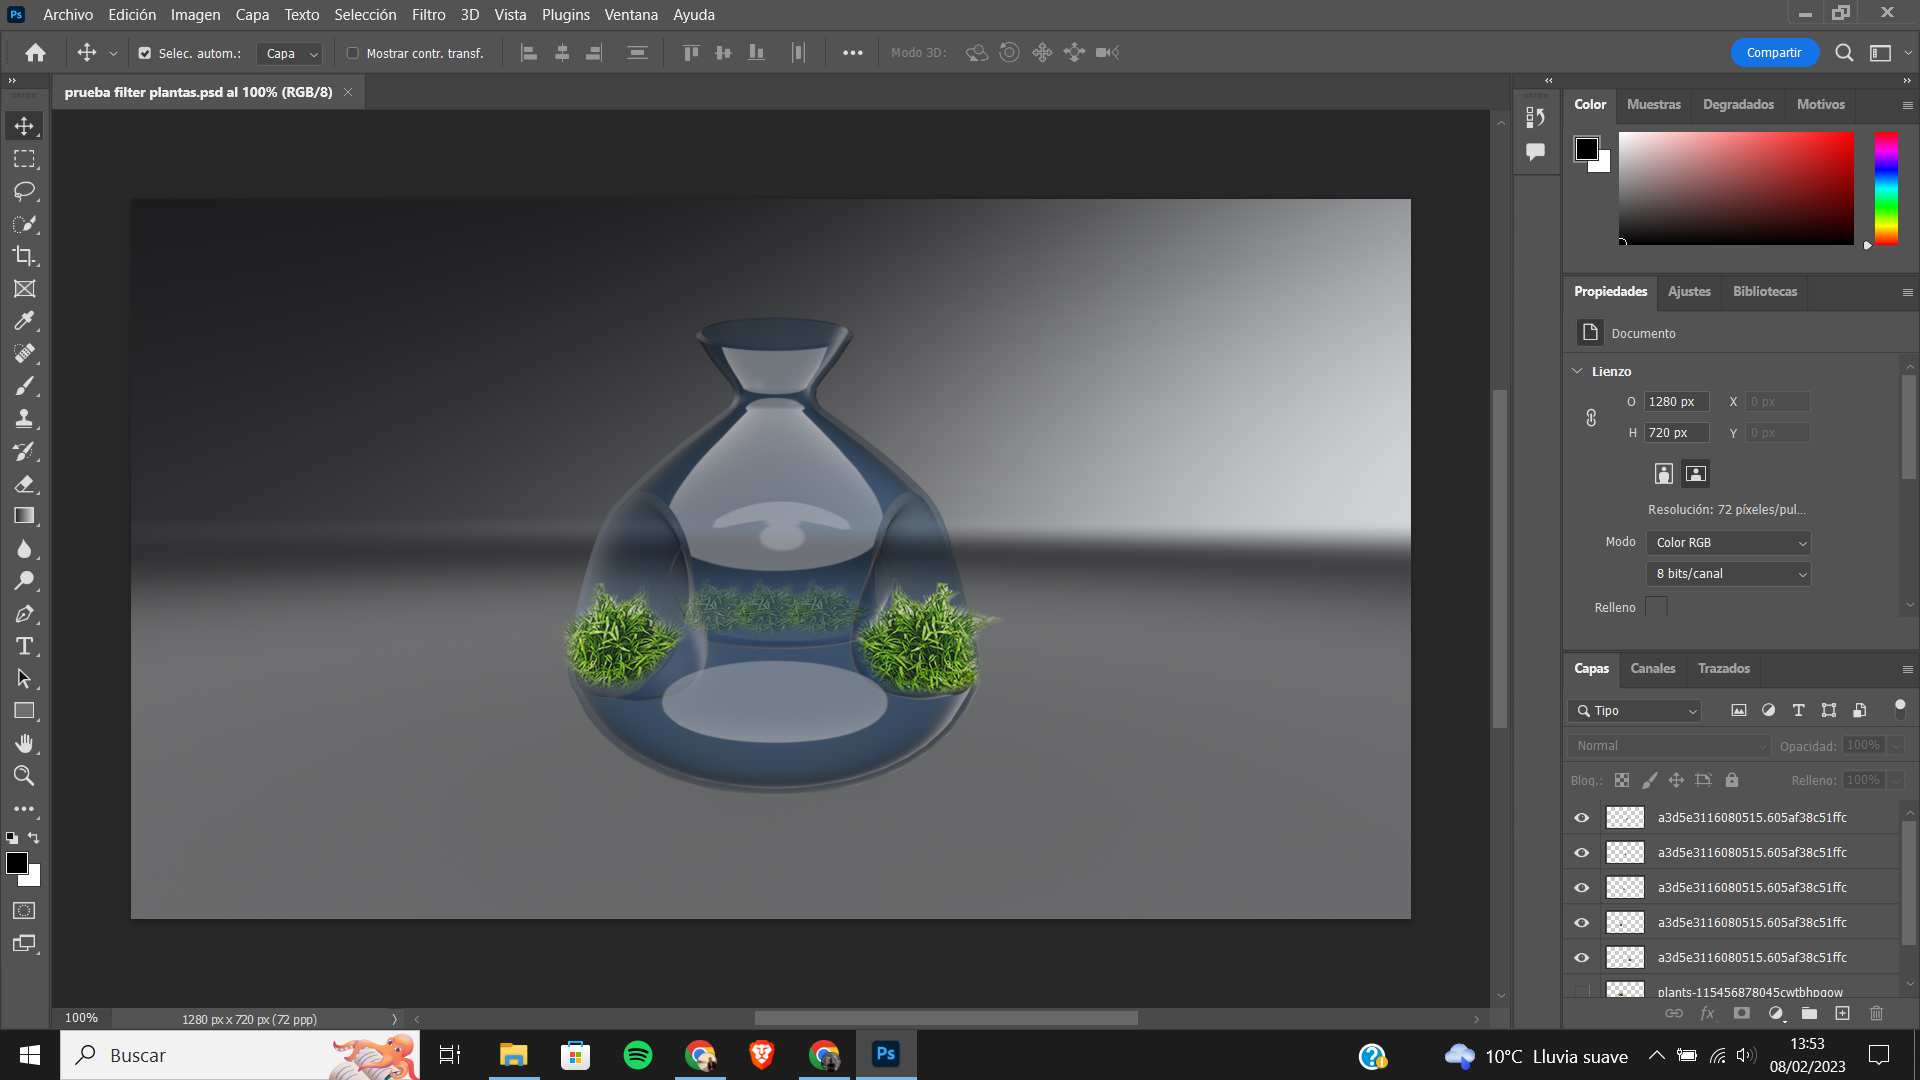 Ps Archivo Edición Imagen Capa Texto Selección Filtro 3D Vista Plugins Ventana Ayuda
Selec. autom.: Capa Mostrar contr. transf. Modo 3D: Compartir
prueba filter plantas.psd al 100% (RGB/8)
Color Muestras Degradados Motivos
Propiedades Ajustes Bibliotecas
Documento
Lienzo
O 1280 px X 0 px
H 720 px Y 0 px
Resolución: 72 píxeles/pul...
Modo Color RGB
8 bits/canal
Relleno
Capas Canales Trazados
Tipo
Normal Opacidad: 100%
Bloq.: Relleno: 100%
a3d5e3116080515.605af38c51ffc
a3d5e3116080515.605af38c51ffc
a3d5e3116080515.605af38c51ffc
a3d5e3116080515.605af38c51ffc
a3d5e3116080515.605af38c51ffc
plants-115456878045cwtbhpqow
fx
100% 1280 px x 720 px (72 ppp)
Buscar
Ps
10°C Lluvia suave
13:53
08/02/2023